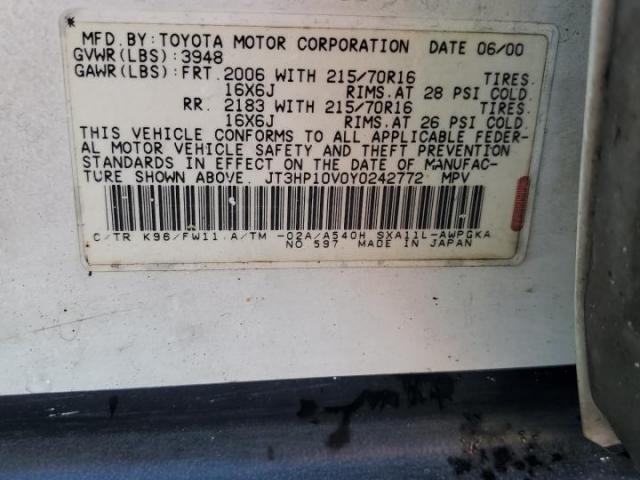 MFD.BY:TOYOTA MOTOR CORPORATION DATE 06/00
GVWR(LBS):3948
GAWR(LBS):FRT.2006 WITH 215/70R16 TIRES.
16X6J RIMS.AT 28 PSI COLD.
RR. 2183 WITH 215/70R16 TIRES.
16X6J RIMS.AT 26 PSI COLD.
THIS VEHICLE CONFORMS TO ALL APPLICABLE FEDER-
AL MOTOR VEHICLE SAFETY AND THEFT PREVENTION
STANDARDS IN EFFECT ON THE DATE OF MANUFAC-
TURE SHOWN ABOVE. JT3HP10V0Y0242772 MPV
C/TR K96/FW11.A/TM -02A/A540H SXA11L-AWPGKA
NO 597. MADE IN JAPAN